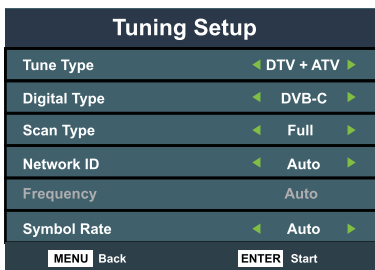 Tuning Setup
Tune Type DTV + ATV
Digital Type DVB-C
Scan Type Full
Network ID Auto
Frequency Auto
Symbol Rate Auto
MENU Back ENTER Start